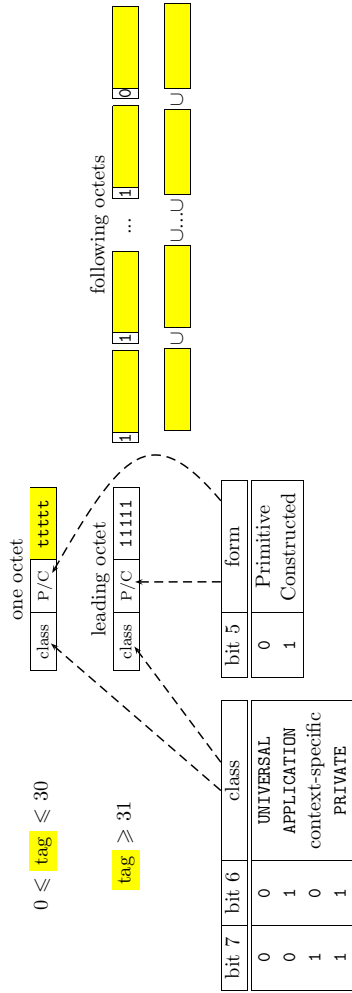 one octet
0 ⩽ tag ⩽ 30 class P/C ttttt
leading octet following octets
tag ⩾ 31 class P/C 11111 1 1 ... 1 0
∪ ∪...∪ ∪
bit 7 bit 6 class bit 5 form
0 0 UNIVERSAL 0 Primitive
0 1 APPLICATION 1 Constructed
1 0 context-specific
1 1 PRIVATE